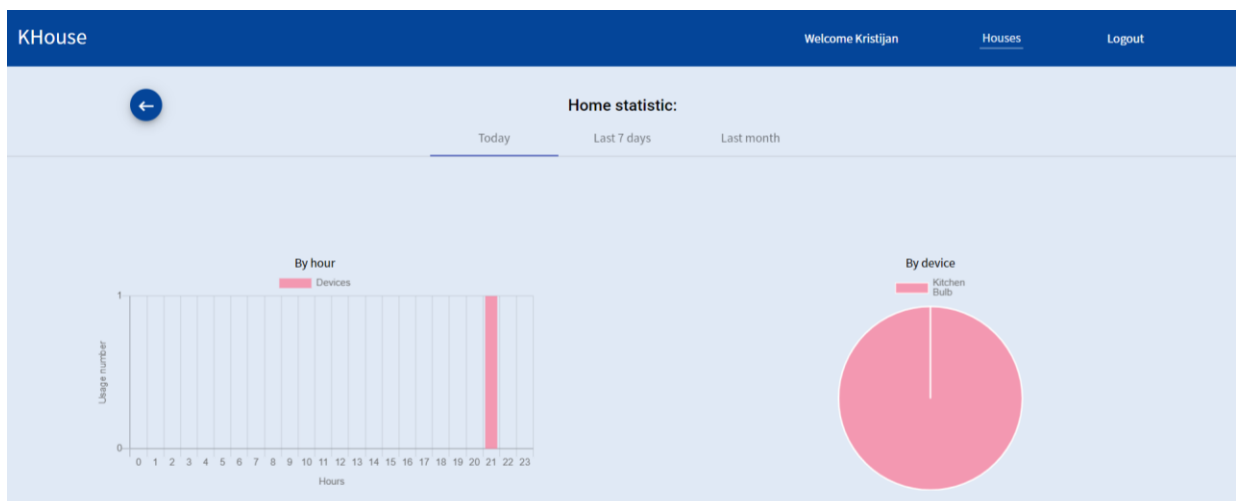 KHouse
Welcome Kristijan
Houses
Logout
Home statistic:
Today
Last 7 days
Last month
By hour
Devices
1
Usage number
0
0 1 2 3 4 5 6 7 8 9 10 11 12 13 14 15 16 17 18 19 20 21 22 23
Hours
By device
Kitchen
Bulb